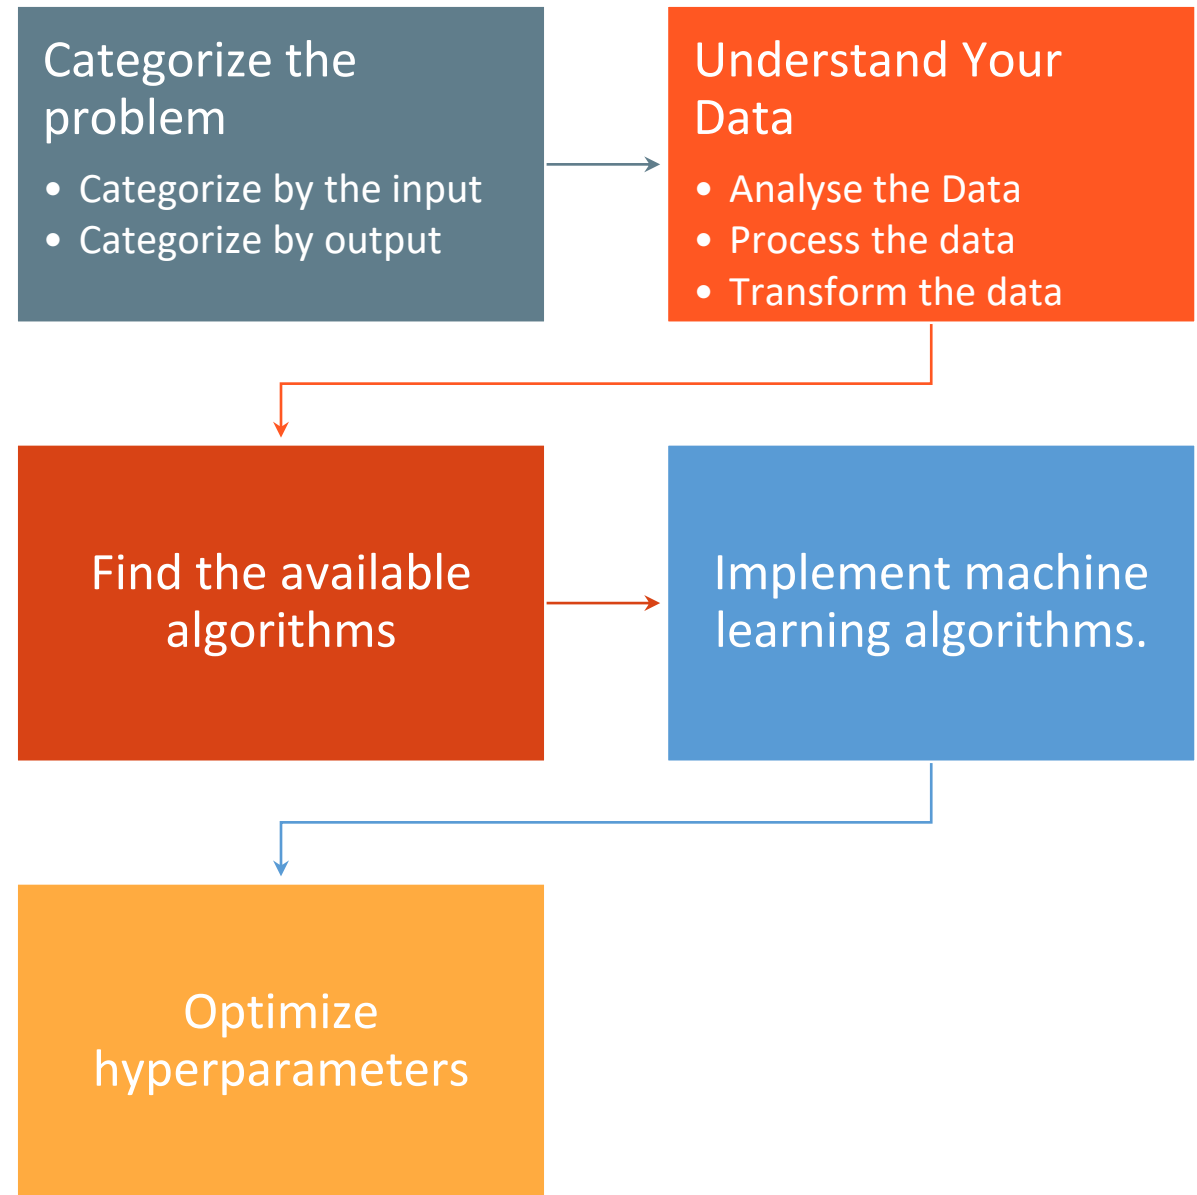 Categorize the
problem
• Categorize by the input
• Categorize by output
Understand Your
Data
• Analyse the Data
• Process the data
• Transform the data
Find the available
algorithms
Implement machine
learning algorithms.
Optimize
hyperparameters